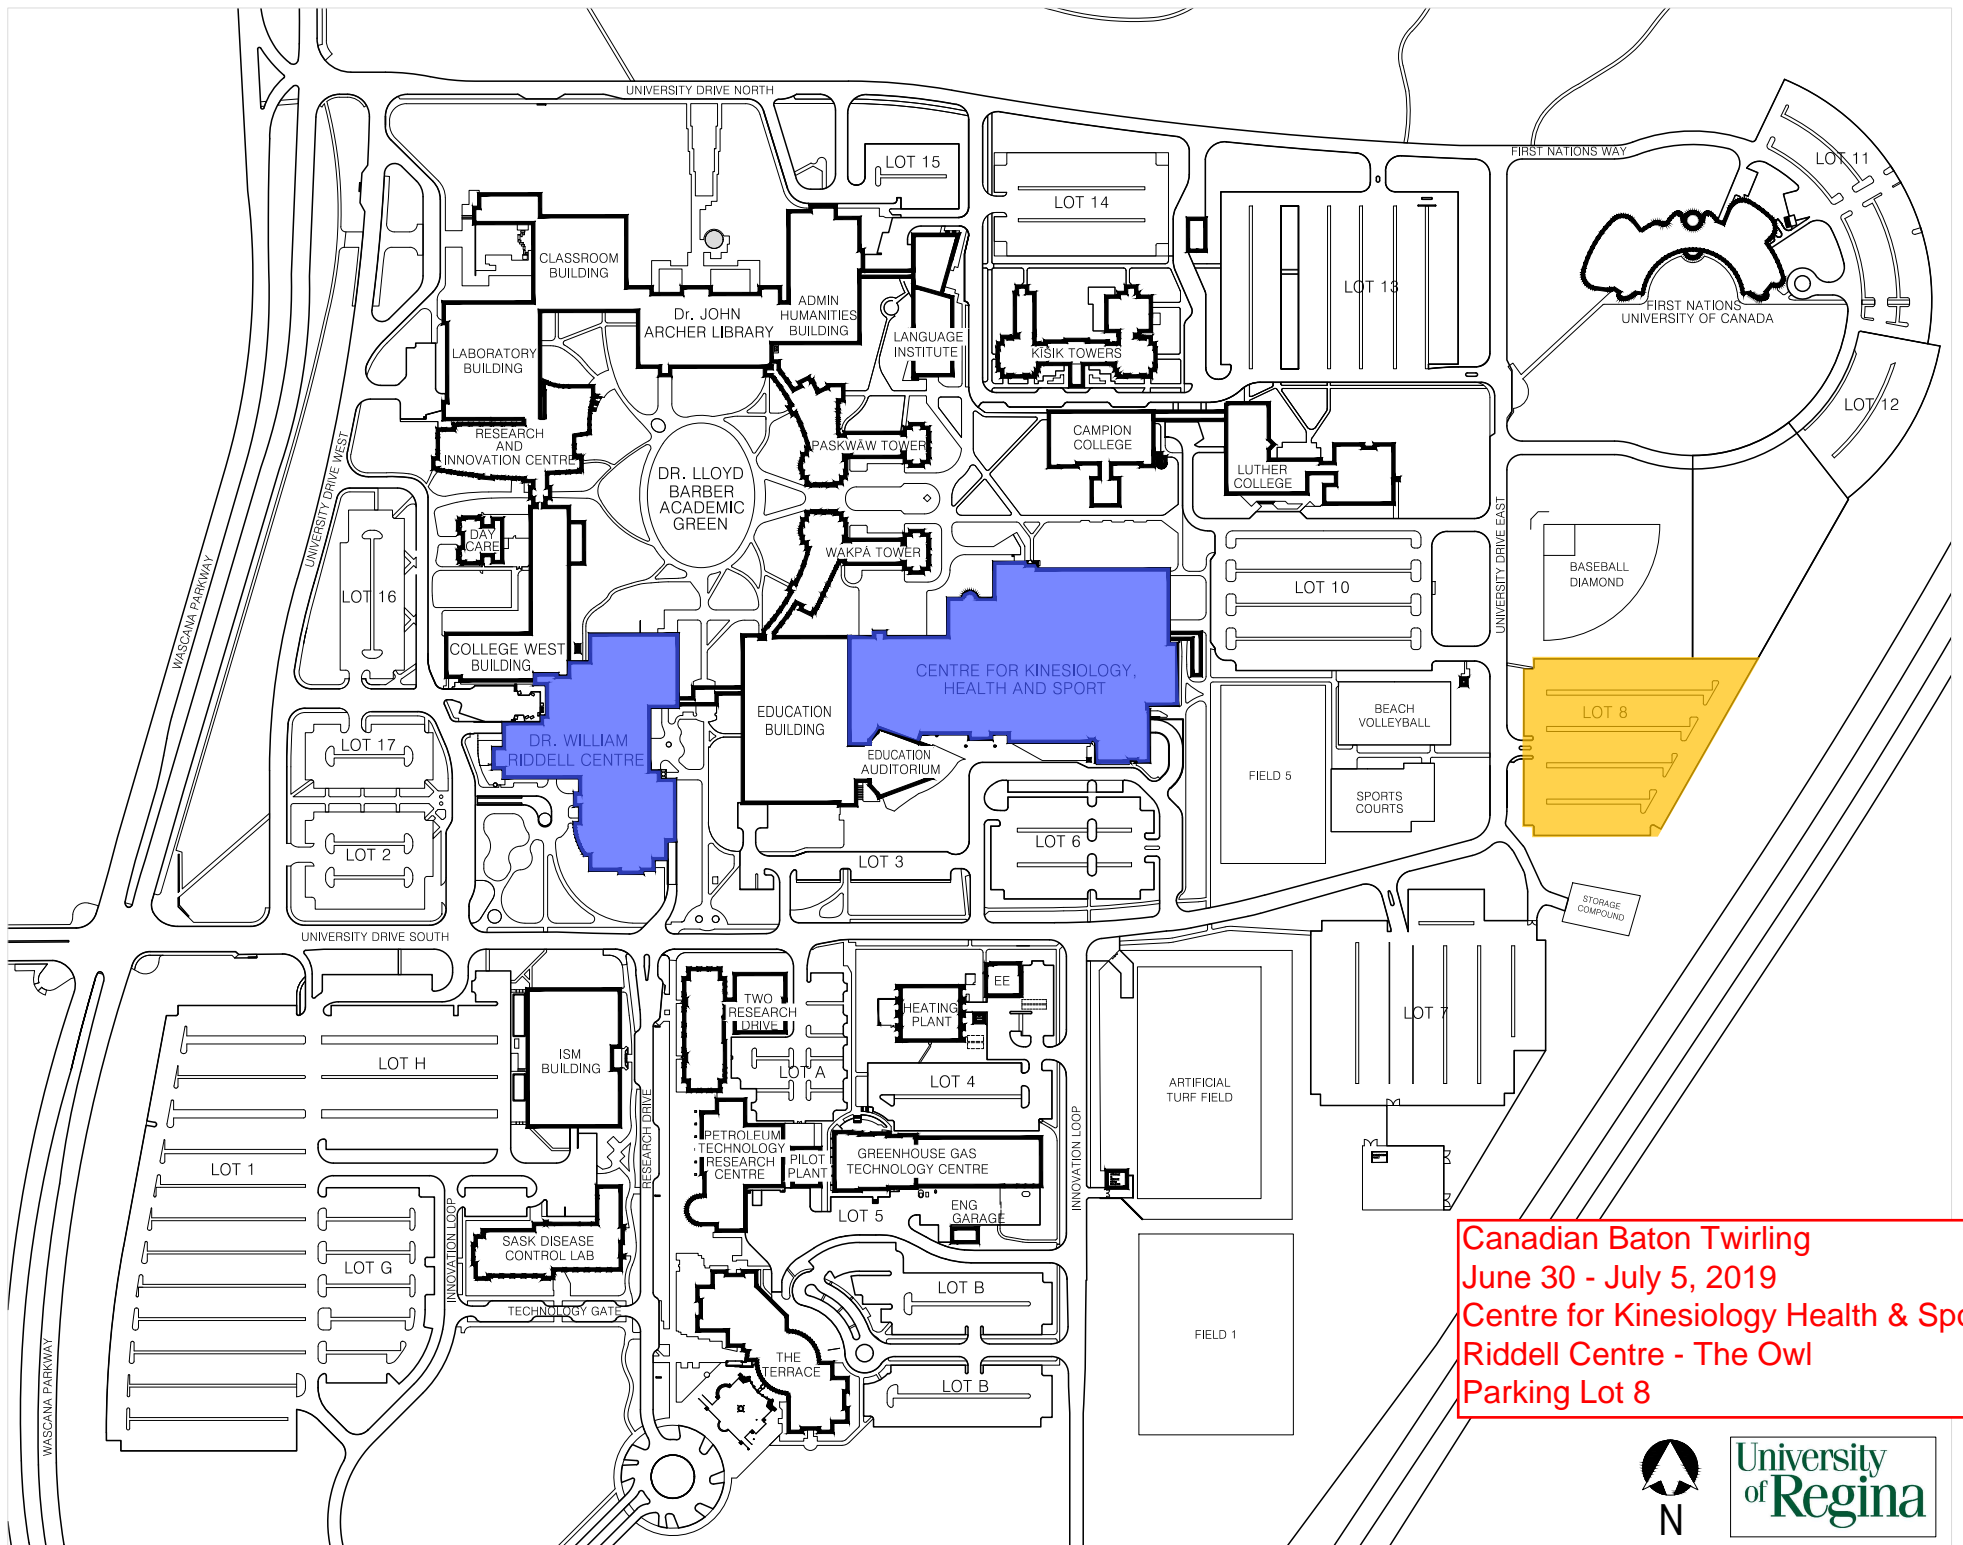 UNIVERSITY DRIVE NORTH
FIRST NATIONS WAY
LOT 15
LOT 11
LOT 14
CLASSROOM
BUILDING
LOT 13
ADMIN
HUMANITIES
BUILDING
Dr. JOHN
ARCHER LIBRARY
FIRST NATIONS
UNIVERSITY OF CANADA
LANGUAGE
INSTITUTE
KĪSIK TOWERS
LABORATORY
BUILDING
LOT 12
RESEARCH
AND
INNOVATION CENTRE
PASKWĀW TOWER
CAMPION
COLLEGE
LUTHER
COLLEGE
DR. LLOYD
BARBER
ACADEMIC
GREEN
UNIVERSITY DRIVE WEST
UNIVERSITY DRIVE EAST
WASCANA PARKWAY
DAY
CARE
WAKPĀ TOWER
BASEBALL
DIAMOND
LOT 16
LOT 10
COLLEGE WEST
BUILDING
CENTRE FOR KINESIOLOGY,
HEALTH AND SPORT
EDUCATION
BUILDING
BEACH
VOLLEYBALL
LOT 8
LOT 17
DR. WILLIAM
RIDDELL CENTRE
EDUCATION
AUDITORIUM
FIELD 5
SPORTS
COURTS
LOT 2
LOT 3
LOT 6
STORAGE
COMPOUND
UNIVERSITY DRIVE SOUTH
TWO
RESEARCH
DRIVE
EE
HEATING
PLANT
LOT 7
ISM
BUILDING
LOT H
LOT A
LOT 4
ARTIFICIAL
TURF FIELD
RESEARCH DRIVE
INNOVATION LOOP
PETROLEUM
TECHNOLOGY
RESEARCH
CENTRE
PILOT
PLANT
GREENHOUSE GAS
TECHNOLOGY CENTRE
LOT 1
LOT 5
ENG
GARAGE
INNOVATION LOOP
SASK DISEASE
CONTROL LAB
LOT G
LOT B
TECHNOLOGY GATE
FIELD 1
THE
TERRACE
LOT B
WASCANA PARKWAY
Canadian Baton Twirling
June 30 - July 5, 2019
Centre for Kinesiology Health & Spo
Riddell Centre - The Owl
Parking Lot 8
N
University
of Regina